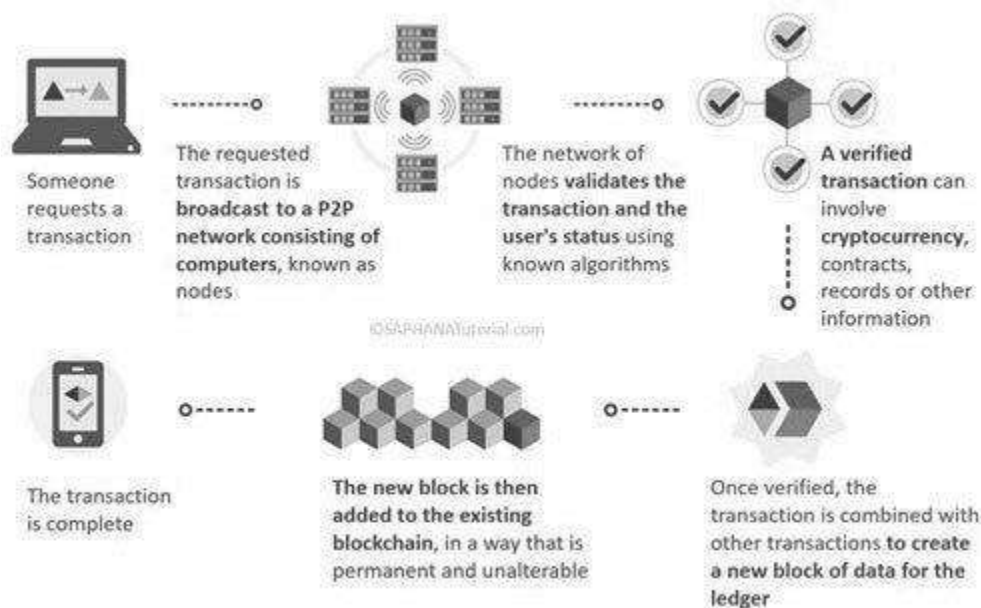 Someone
requests a
transaction
The requested
transaction is
broadcast to a P2P
network consisting of
computers, known as
nodes
The network of
nodes validates the
transaction and the
user's status using
known algorithms
A verified
transaction can
involve
cryptocurrency,
contracts,
records or other
information
©SAPHANATutorial.com
Once verified, the
transaction is combined with
other transactions to create
a new block of data for the
ledger
The new block is then
added to the existing
blockchain, in a way that is
permanent and unalterable
The transaction
is complete